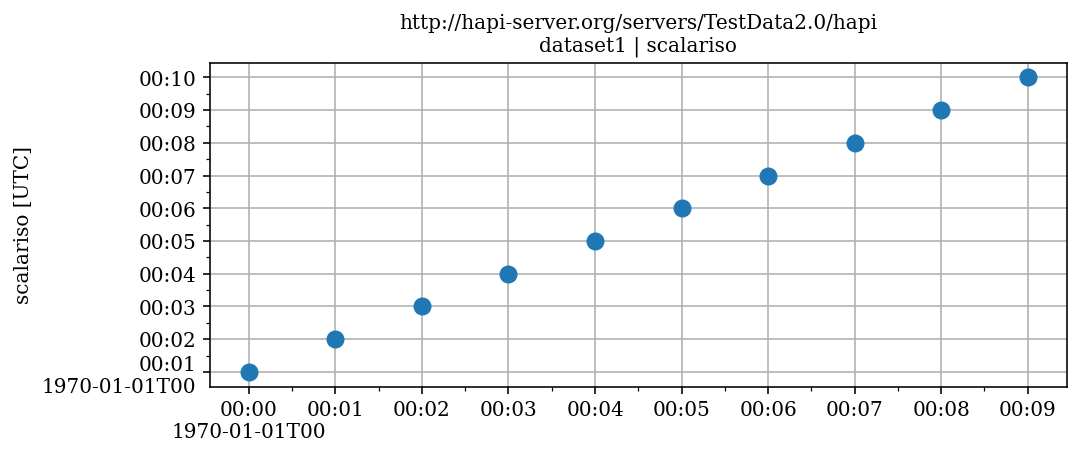 http://hapi-server.org/servers/TestData2.0/hapi
dataset1 | scalariso
scalariso [UTC]
00:10
00:09
00:08
00:07
00:06
00:05
00:04
00:03
00:02
00:01
1970-01-01T00
00:00 00:01 00:02 00:03 00:04 00:05 00:06 00:07 00:08 00:09
1970-01-01T00